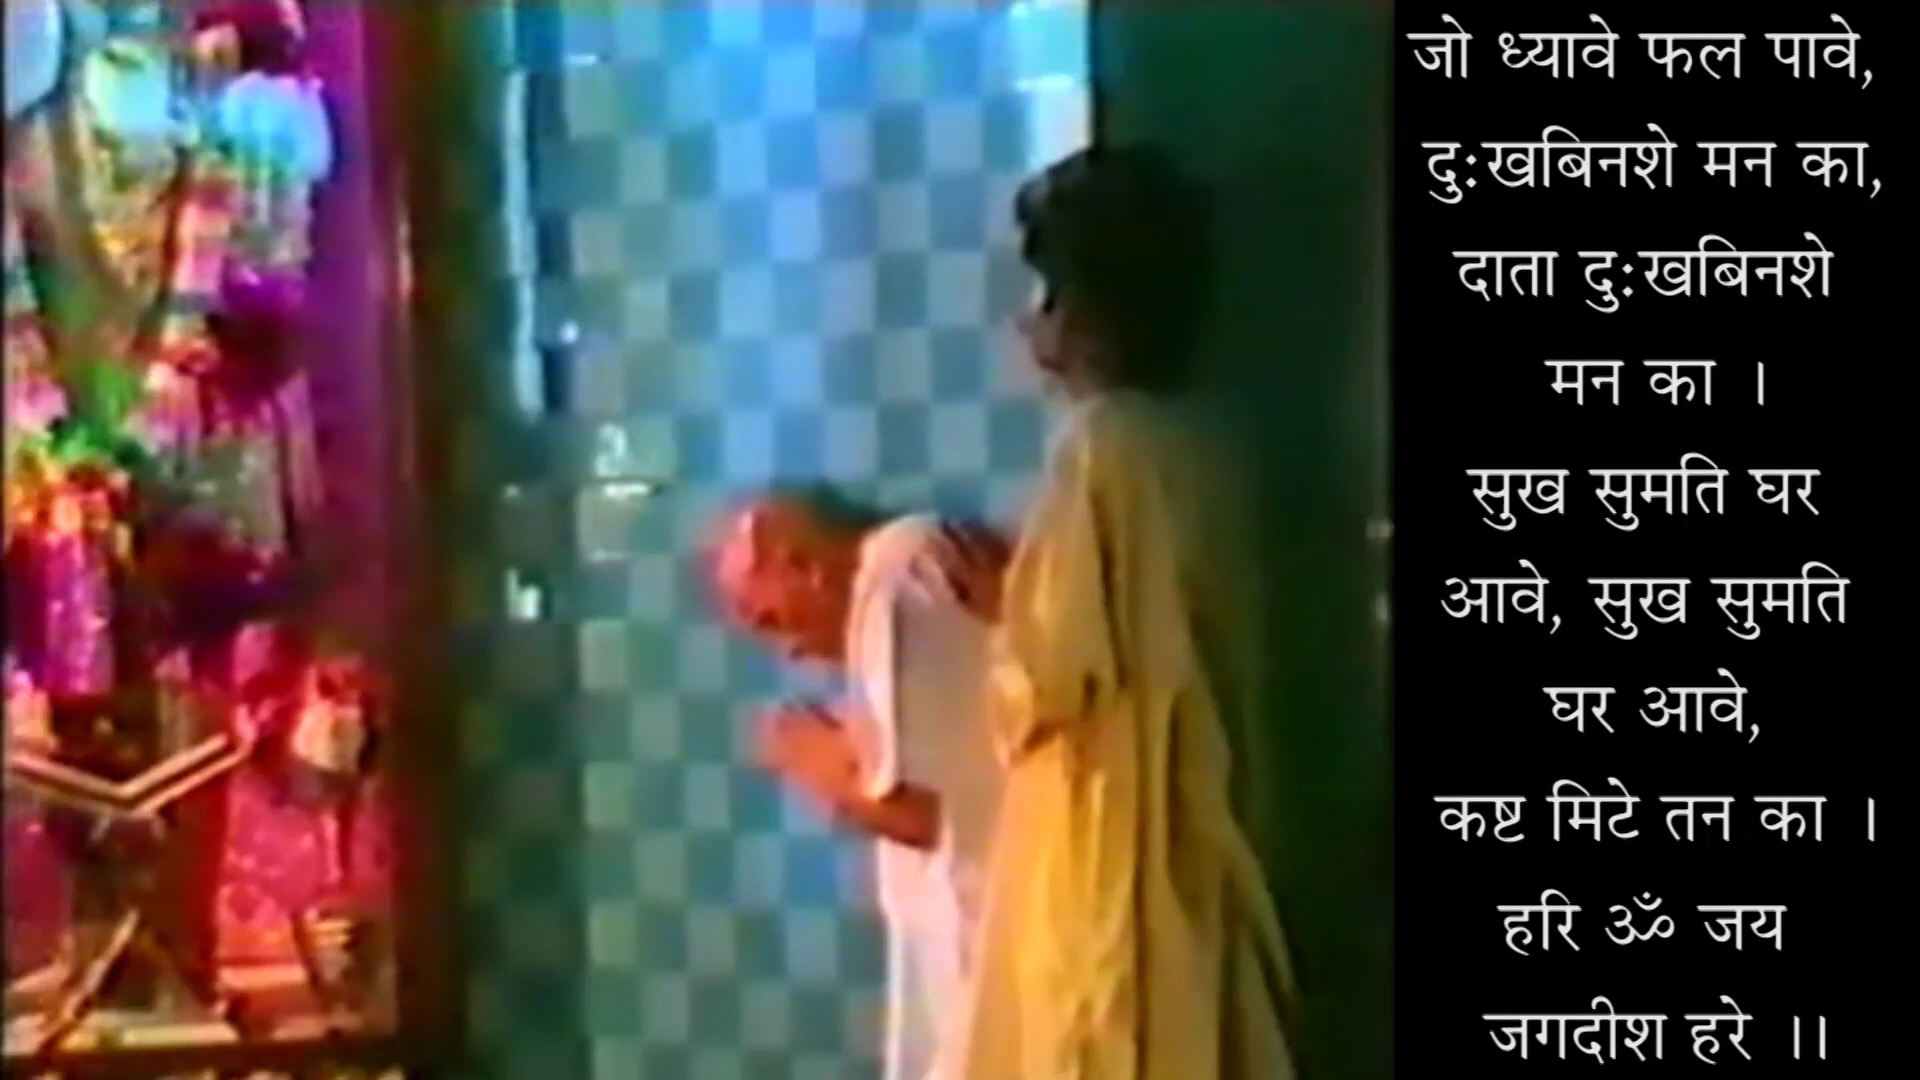 जो ध्यावे फल पावे,
दुःखबिनशे मन का,
दाता दुःखबिनशे
मन का ।
सुख सुमति घर
आवे, सुख सुमति
घर आवे,
कष्ट मिटे तन का ।
हरि ॐ जय
जगदीश हरे ।।